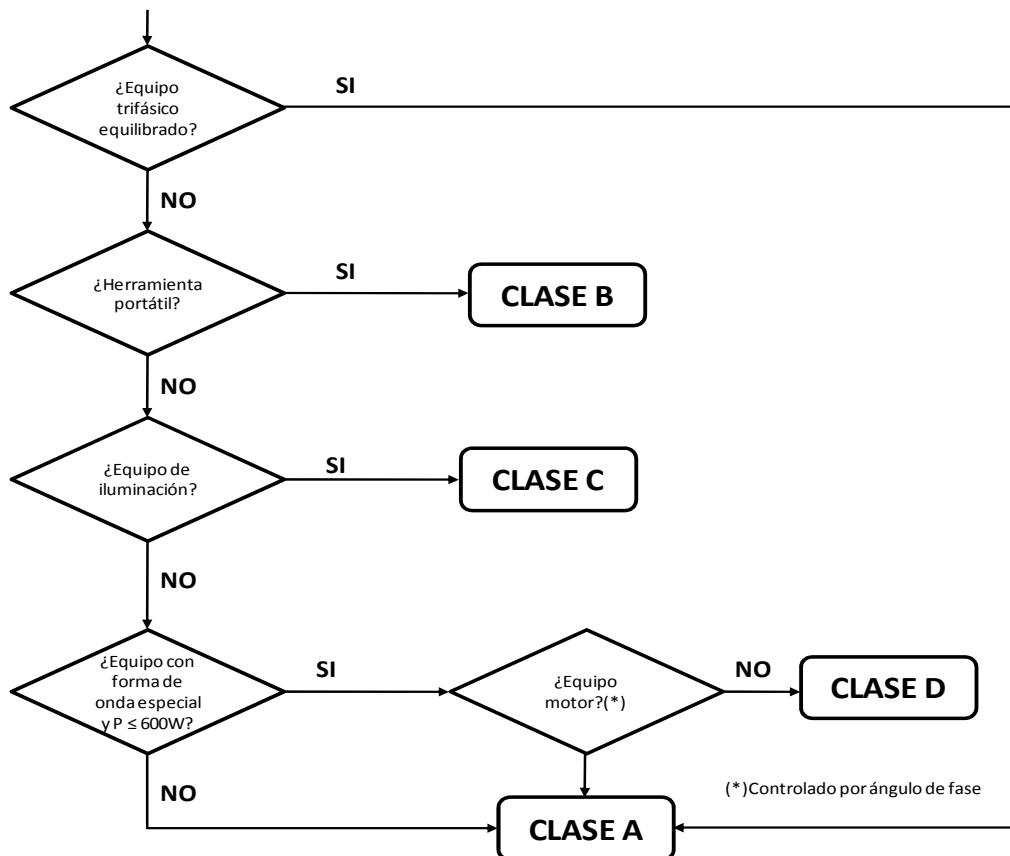 ¿Equipo
trifásico
equilibrado?
SI
NO
¿Herramienta
portátil?
SI
CLASE B
NO
¿Equipo de
iluminación?
SI
CLASE C
NO
¿Equipo con
forma de
onda especial
y P ≤ 600W?
SI
¿Equipo
motor?(*)
NO
CLASE D
NO
(*)Controlado por ángulo de fase
CLASE A